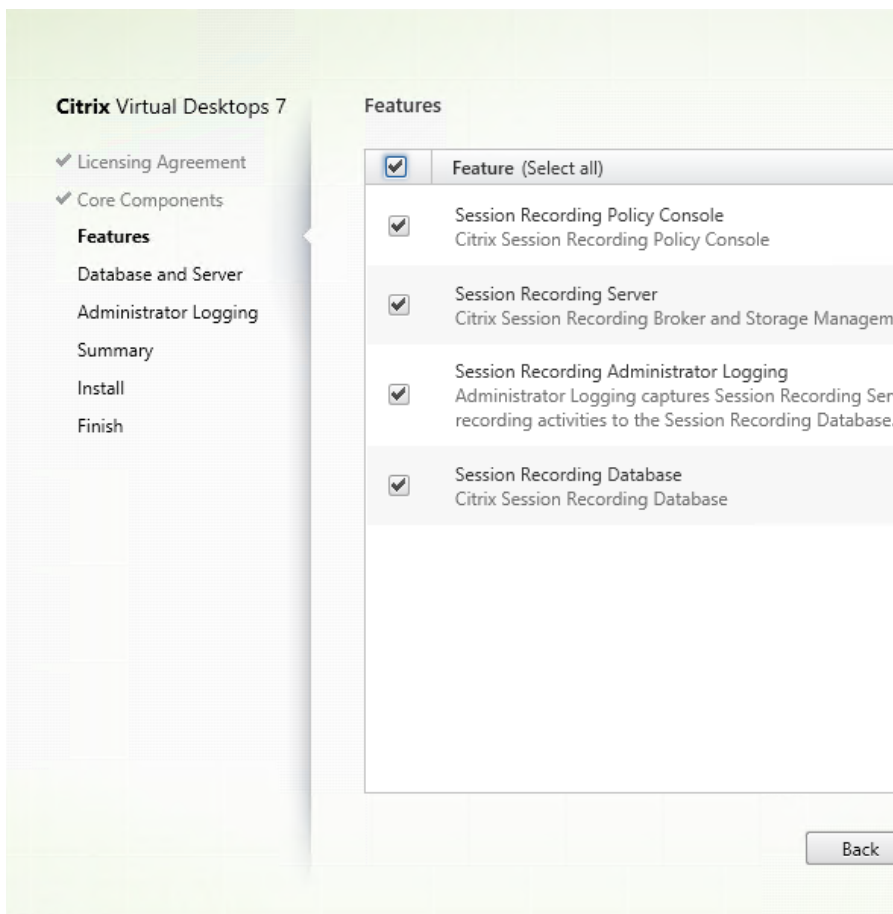 Citrix Virtual Desktops 7
Licensing Agreement
Core Components
Features
Database and Server
Administrator Logging
Summary
Install
Finish
Features
Feature (Select all)
Session Recording Policy Console
Citrix Session Recording Policy Console
Session Recording Server
Citrix Session Recording Broker and Storage Managem
Session Recording Administrator Logging
Administrator Logging captures Session Recording Ser
recording activities to the Session Recording Database.
Session Recording Database
Citrix Session Recording Database
Back